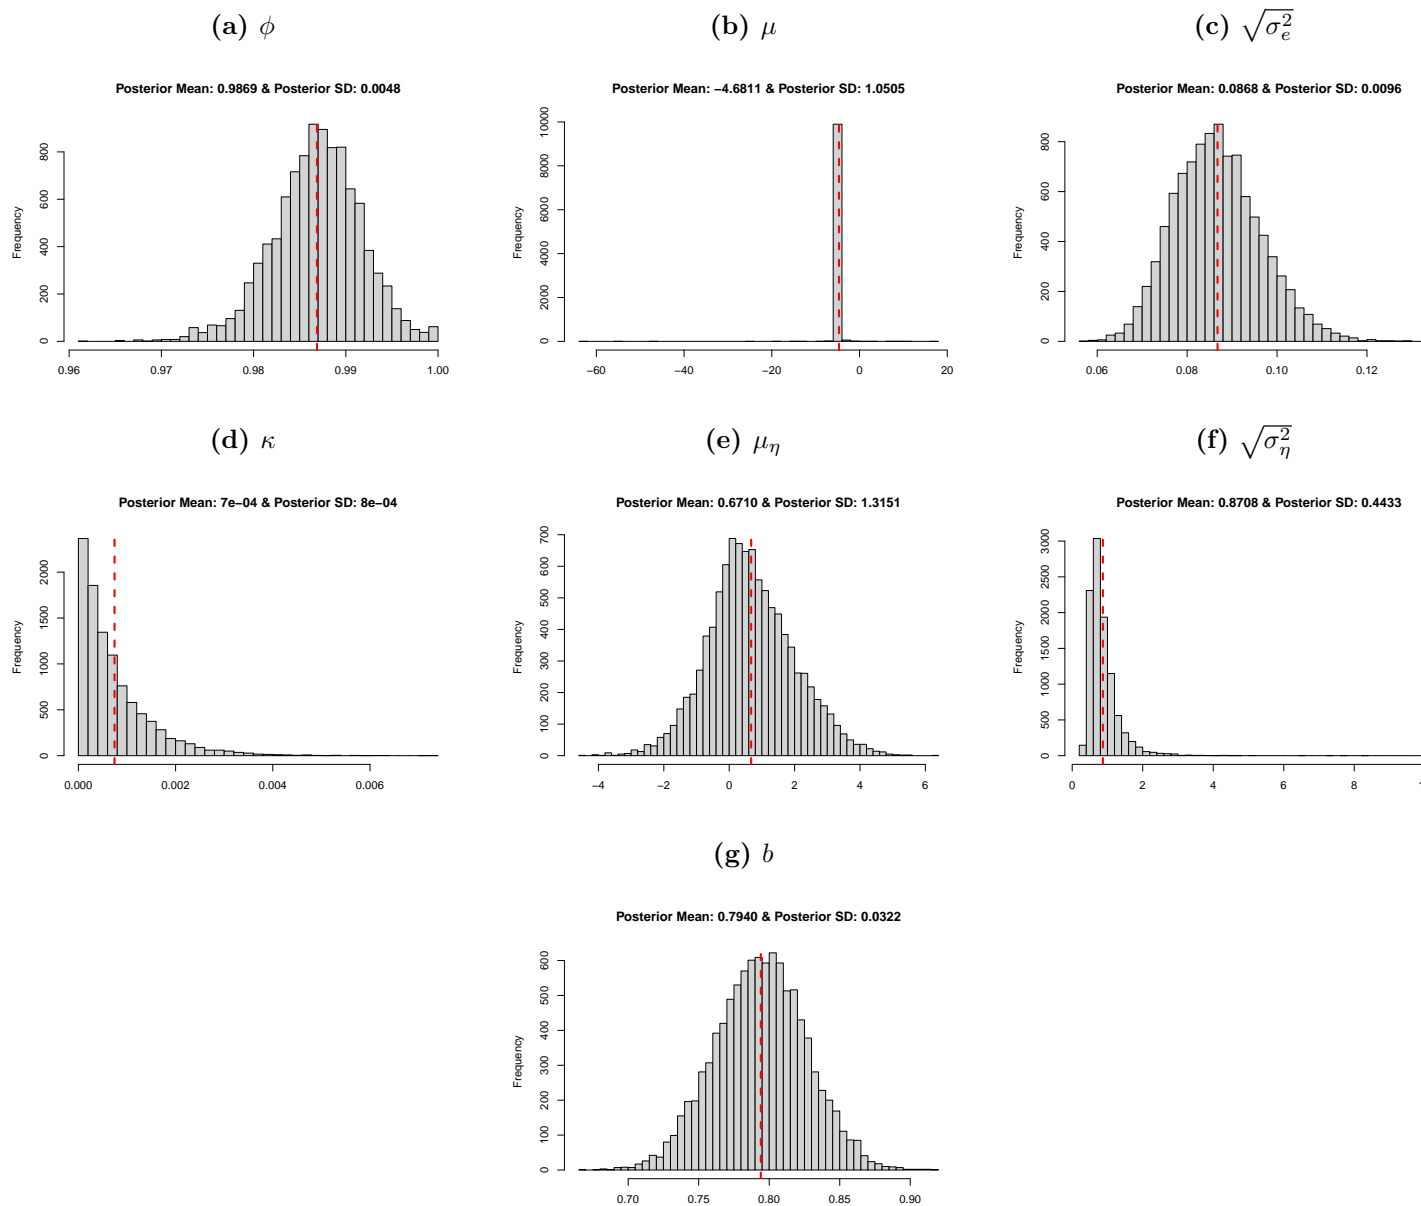 (a) ϕ
(b) μ
(c) √σ²ₑ
Posterior Mean: 0.9869 & Posterior SD: 0.0048
Posterior Mean: −4.6811 & Posterior SD: 1.0505
Posterior Mean: 0.0868 & Posterior SD: 0.0096
Frequency
0 200 400 600 800
0.96 0.97 0.98 0.99 1.00
Frequency
0 2000 4000 6000 8000 10000
−60 −40 −20 0 20
Frequency
0 200 400 600 800
0.06 0.08 0.10 0.12
(d) κ
(e) μη
(f) √σ²η
Posterior Mean: 7e−04 & Posterior SD: 8e−04
Posterior Mean: 0.6710 & Posterior SD: 1.3151
Posterior Mean: 0.8708 & Posterior SD: 0.4433
Frequency
0 500 1000 1500 2000
0.000 0.002 0.004 0.006
Frequency
0 100 200 300 400 500 600 700
−4 −2 0 2 4 6
Frequency
0 500 1000 1500 2000 2500 3000
0 2 4 6 8
(g) b
Posterior Mean: 0.7940 & Posterior SD: 0.0322
Frequency
0 100 200 300 400 500 600
0.70 0.75 0.80 0.85 0.90